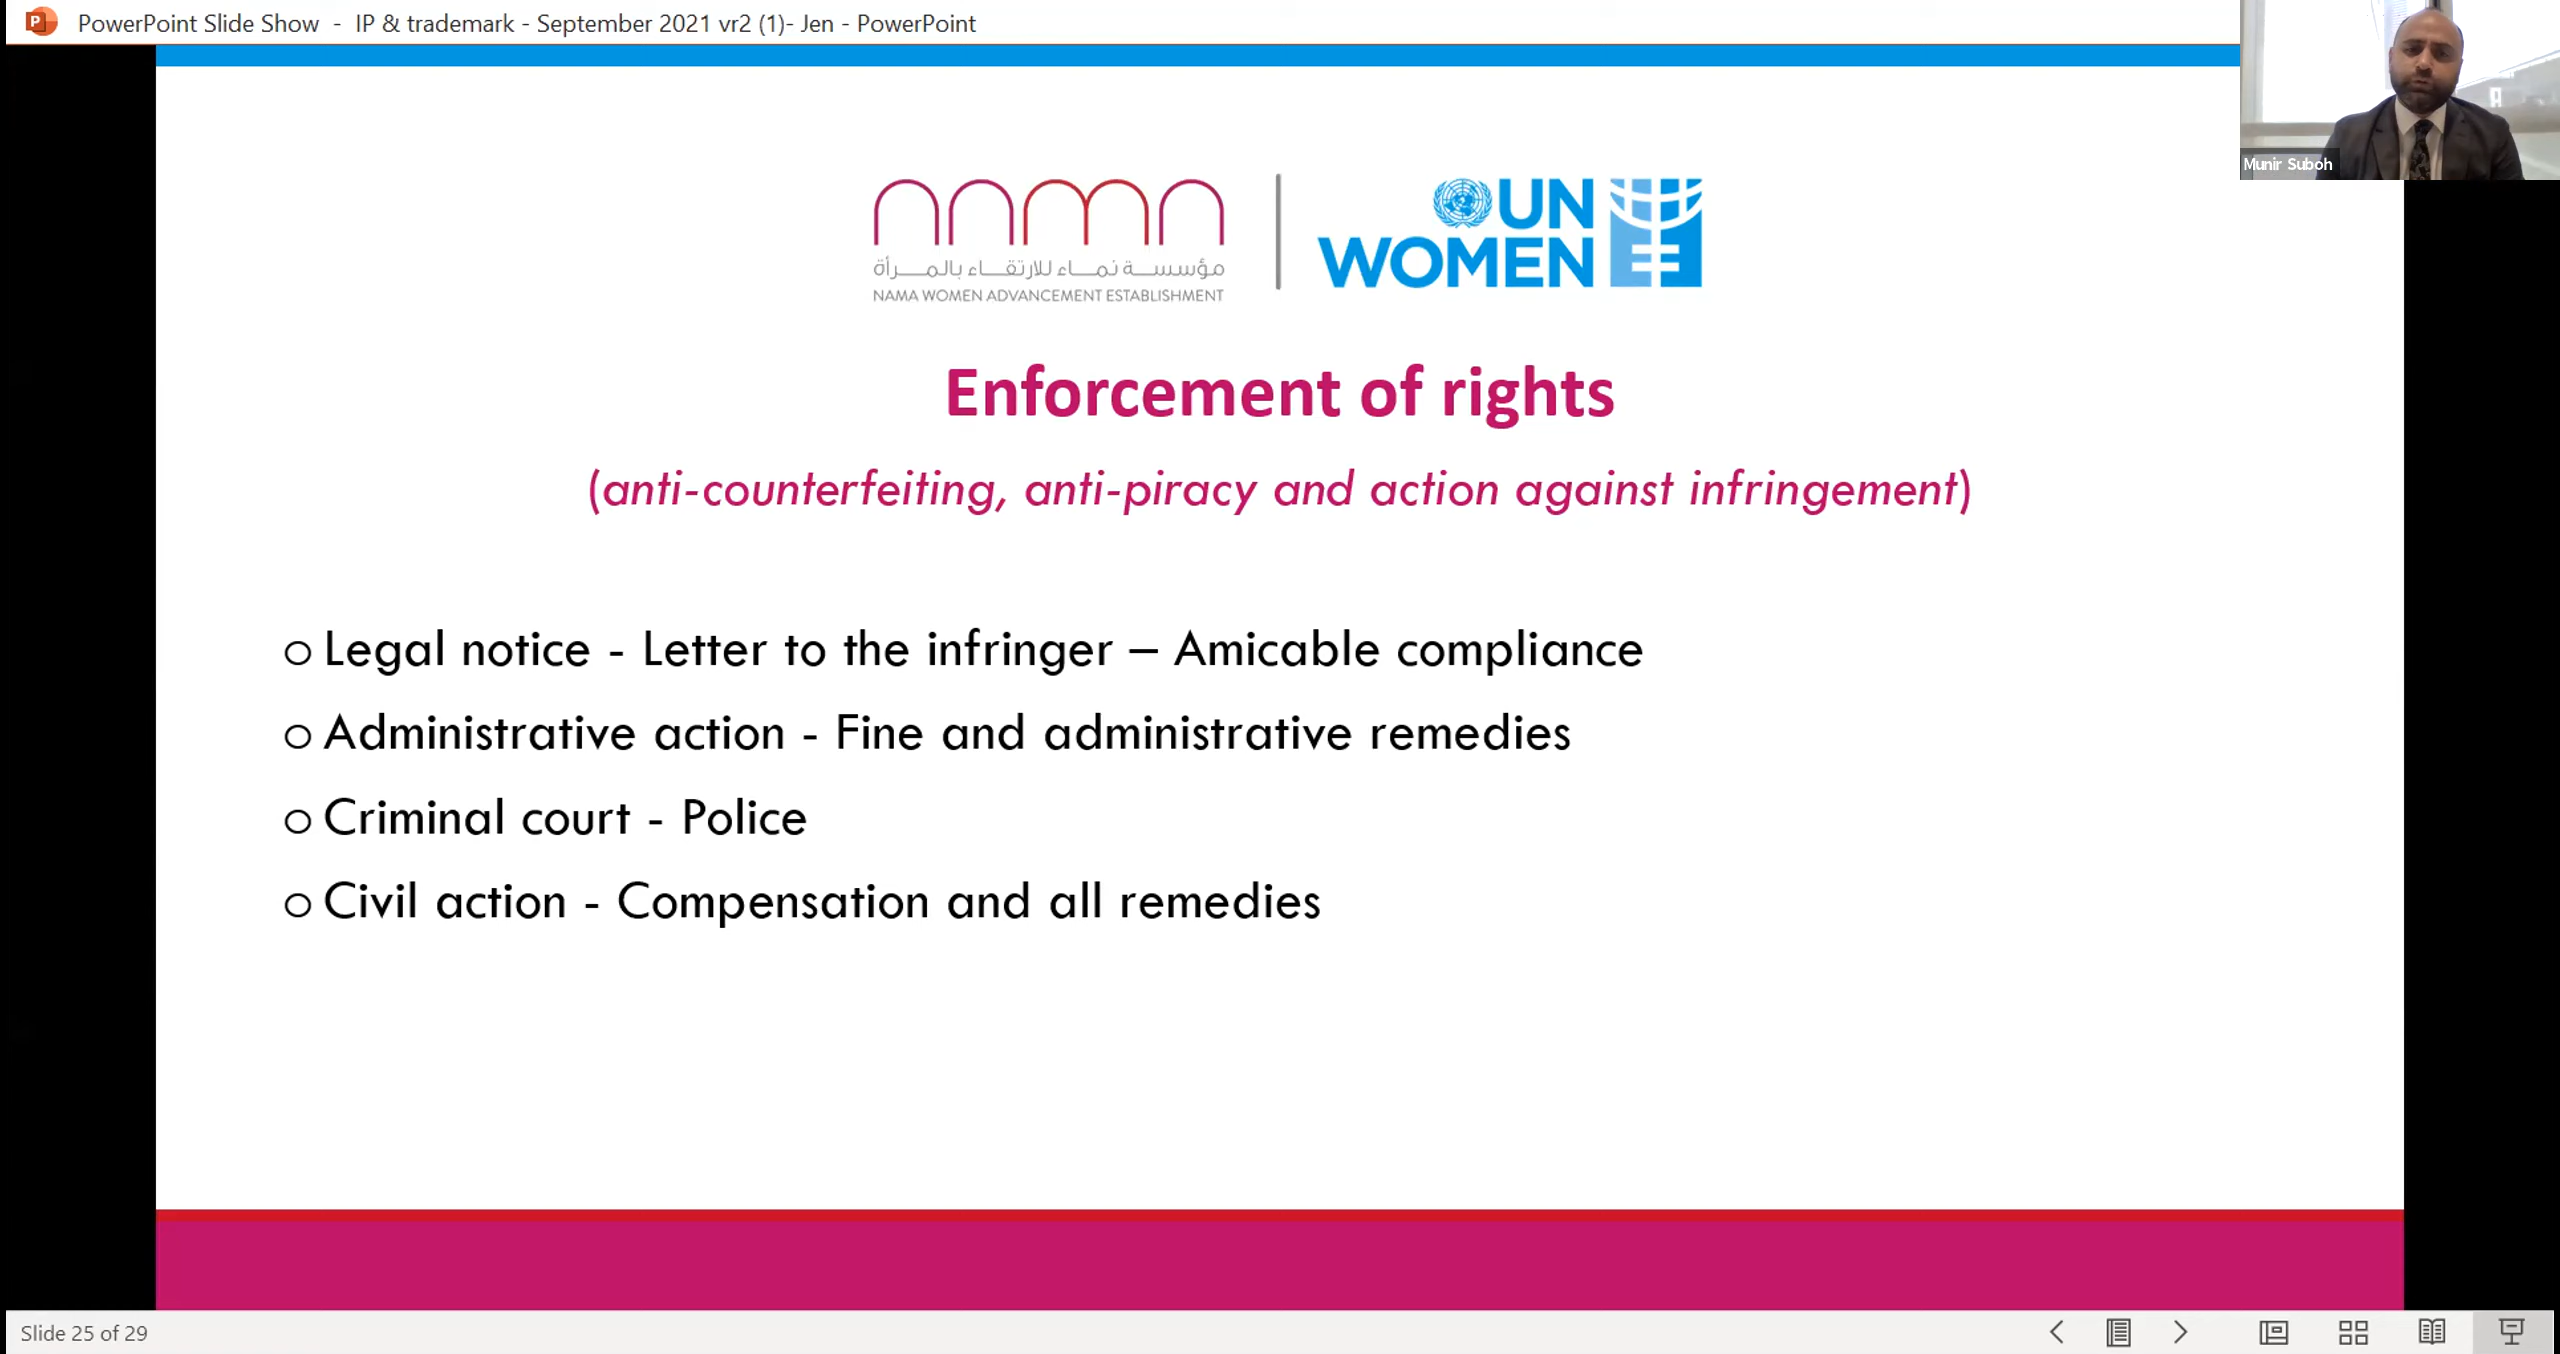 PowerPoint Slide Show - IP & trademark - September 2021 vr2 (1)- Jen - PowerPoint
Munir Suboh
مؤسسة نماء للارتقاء بالمرأة
NAMA WOMEN ADVANCEMENT ESTABLISHMENT
UN
WOMEN
Enforcement of rights
(anti-counterfeiting, anti-piracy and action against infringement)
o Legal notice - Letter to the infringer – Amicable compliance
o Administrative action - Fine and administrative remedies
o Criminal court - Police
o Civil action - Compensation and all remedies
Slide 25 of 29